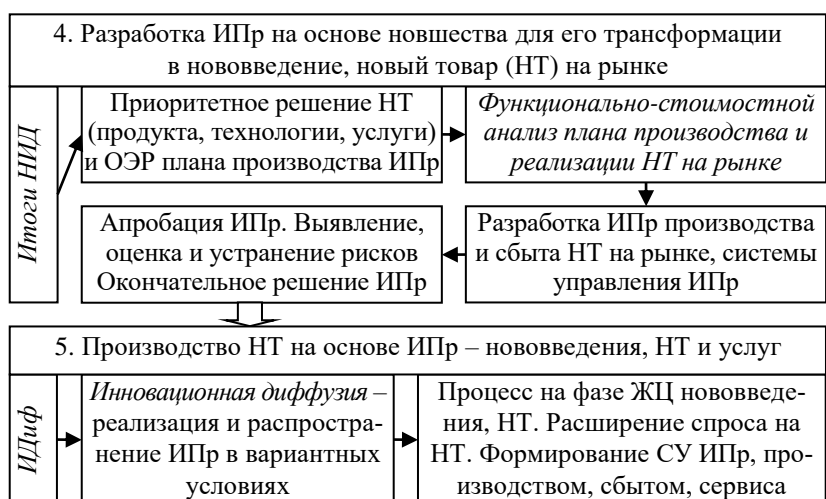 4. Разработка ИПр на основе новшества для его трансформации
в нововведение, новый товар (НТ) на рынке
Итоги НИД
Приоритетное решение НТ
(продукта, технологии, услуги)
и ОЭР плана производства ИПр
Функционально-стоимостной
анализ плана производства и
реализации НТ на рынке
Апробация ИПр. Выявление,
оценка и устранение рисков
Окончательное решение ИПр
Разработка ИПр производства
и сбыта НТ на рынке, системы
управления ИПр
5. Производство НТ на основе ИПр – нововведения, НТ и услуг
ИДиф
Инновационная диффузия –
реализация и распростра-
нение ИПр в вариантных
условиях
Процесс на фазе ЖЦ нововведе-
ния, НТ. Расширение спроса на
НТ. Формирование СУ ИПр, про-
изводством, сбытом, сервиса